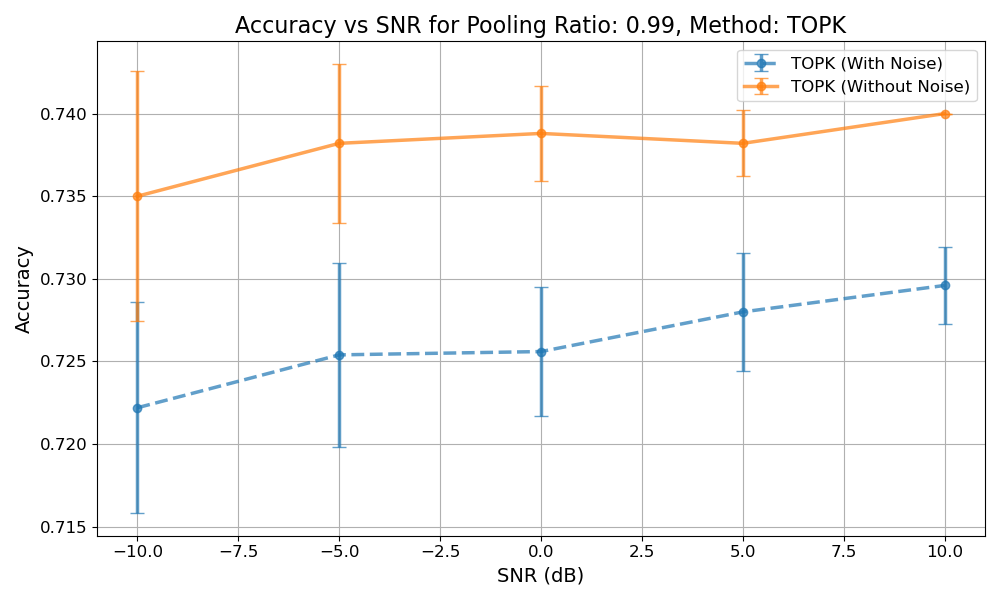 Accuracy vs SNR for Pooling Ratio: 0.99, Method: TOPK
TOPK (With Noise)
TOPK (Without Noise)
Accuracy
0.740
0.735
0.730
0.725
0.720
0.715
−10.0 −7.5 −5.0 −2.5 0.0 2.5 5.0 7.5 10.0
SNR (dB)